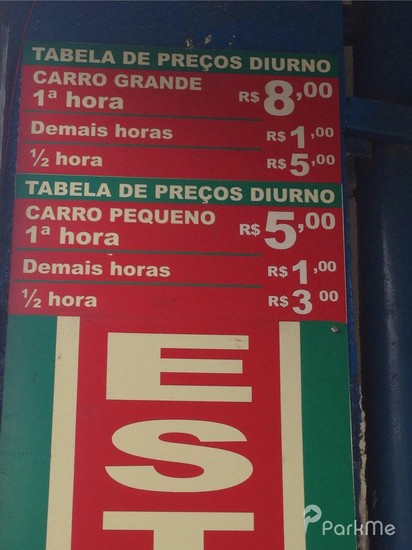 TABELA DE PREÇOS DIURNO
CARRO GRANDE
1ª hora R$ 8,00
Demais horas R$ 1,00
½ hora R$ 5,00
TABELA DE PREÇOS DIURNO
CARRO PEQUENO
1ª hora R$ 5,00
Demais horas R$ 1,00
½ hora R$ 3 00
E
S
T
ParkMe